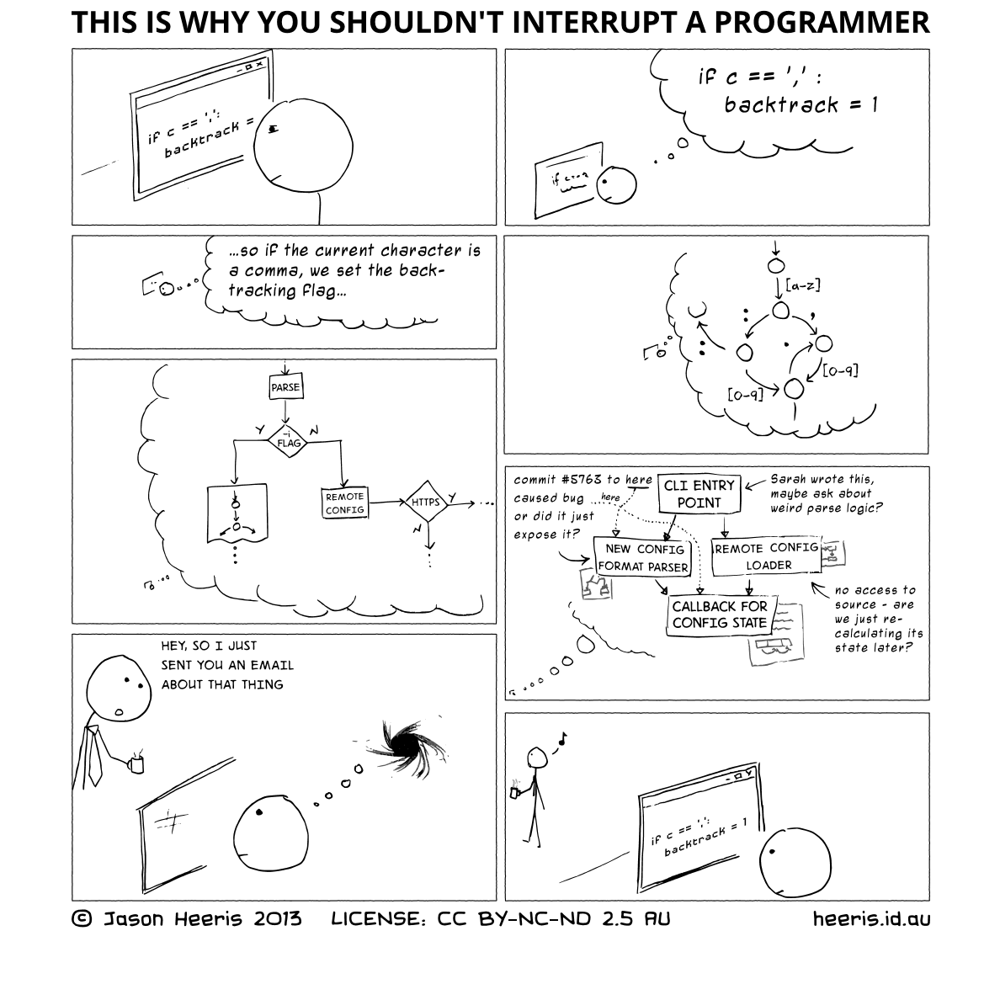 THIS IS WHY YOU SHOULDN'T INTERRUPT A PROGRAMMER
if c == ',':
backtrack =
if c == ',' :
backtrack = 1
if c
...so if the current character is
a comma, we set the back-
tracking flag...
[a-z]
:
,
:
[0-9]
[0-9]
PARSE
Y
N
-i
FLAG
REMOTE
CONFIG
HTTPS
Y
N
commit #5763 to here
caused bug ...here
or did it just
expose it?
CLI ENTRY
POINT
Sarah wrote this,
maybe ask about
weird parse logic?
NEW CONFIG
FORMAT PARSER
REMOTE CONFIG
LOADER
CALLBACK FOR
CONFIG STATE
no access to
source - are
we just re-
calculating its
state later?
HEY, SO I JUST
SENT YOU AN EMAIL
ABOUT THAT THING
if c == ',':
backtrack = 1
© Jason Heeris 2013 LICENSE: CC BY-NC-ND 2.5 AU heeris.id.au